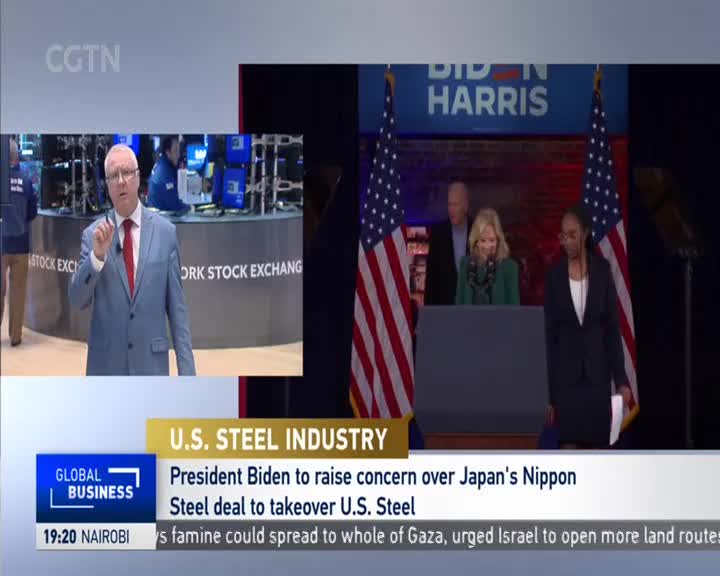 CGTN
BIDEN
HARRIS
STOCK EXC
ORK STOCK EXCHANG
U.S. STEEL INDUSTRY
GLOBAL
BUSINESS
President Biden to raise concern over Japan's Nippon
Steel deal to takeover U.S. Steel
19:20 NAIROBI
ys famine could spread to whole of Gaza, urged Israel to open more land routes